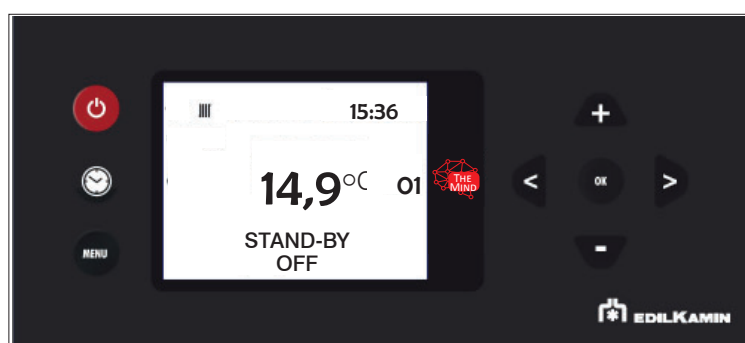 15:36
14,9°C 01
THE
MIND
STAND-BY
OFF
MENU
OK
EDILKAMIN